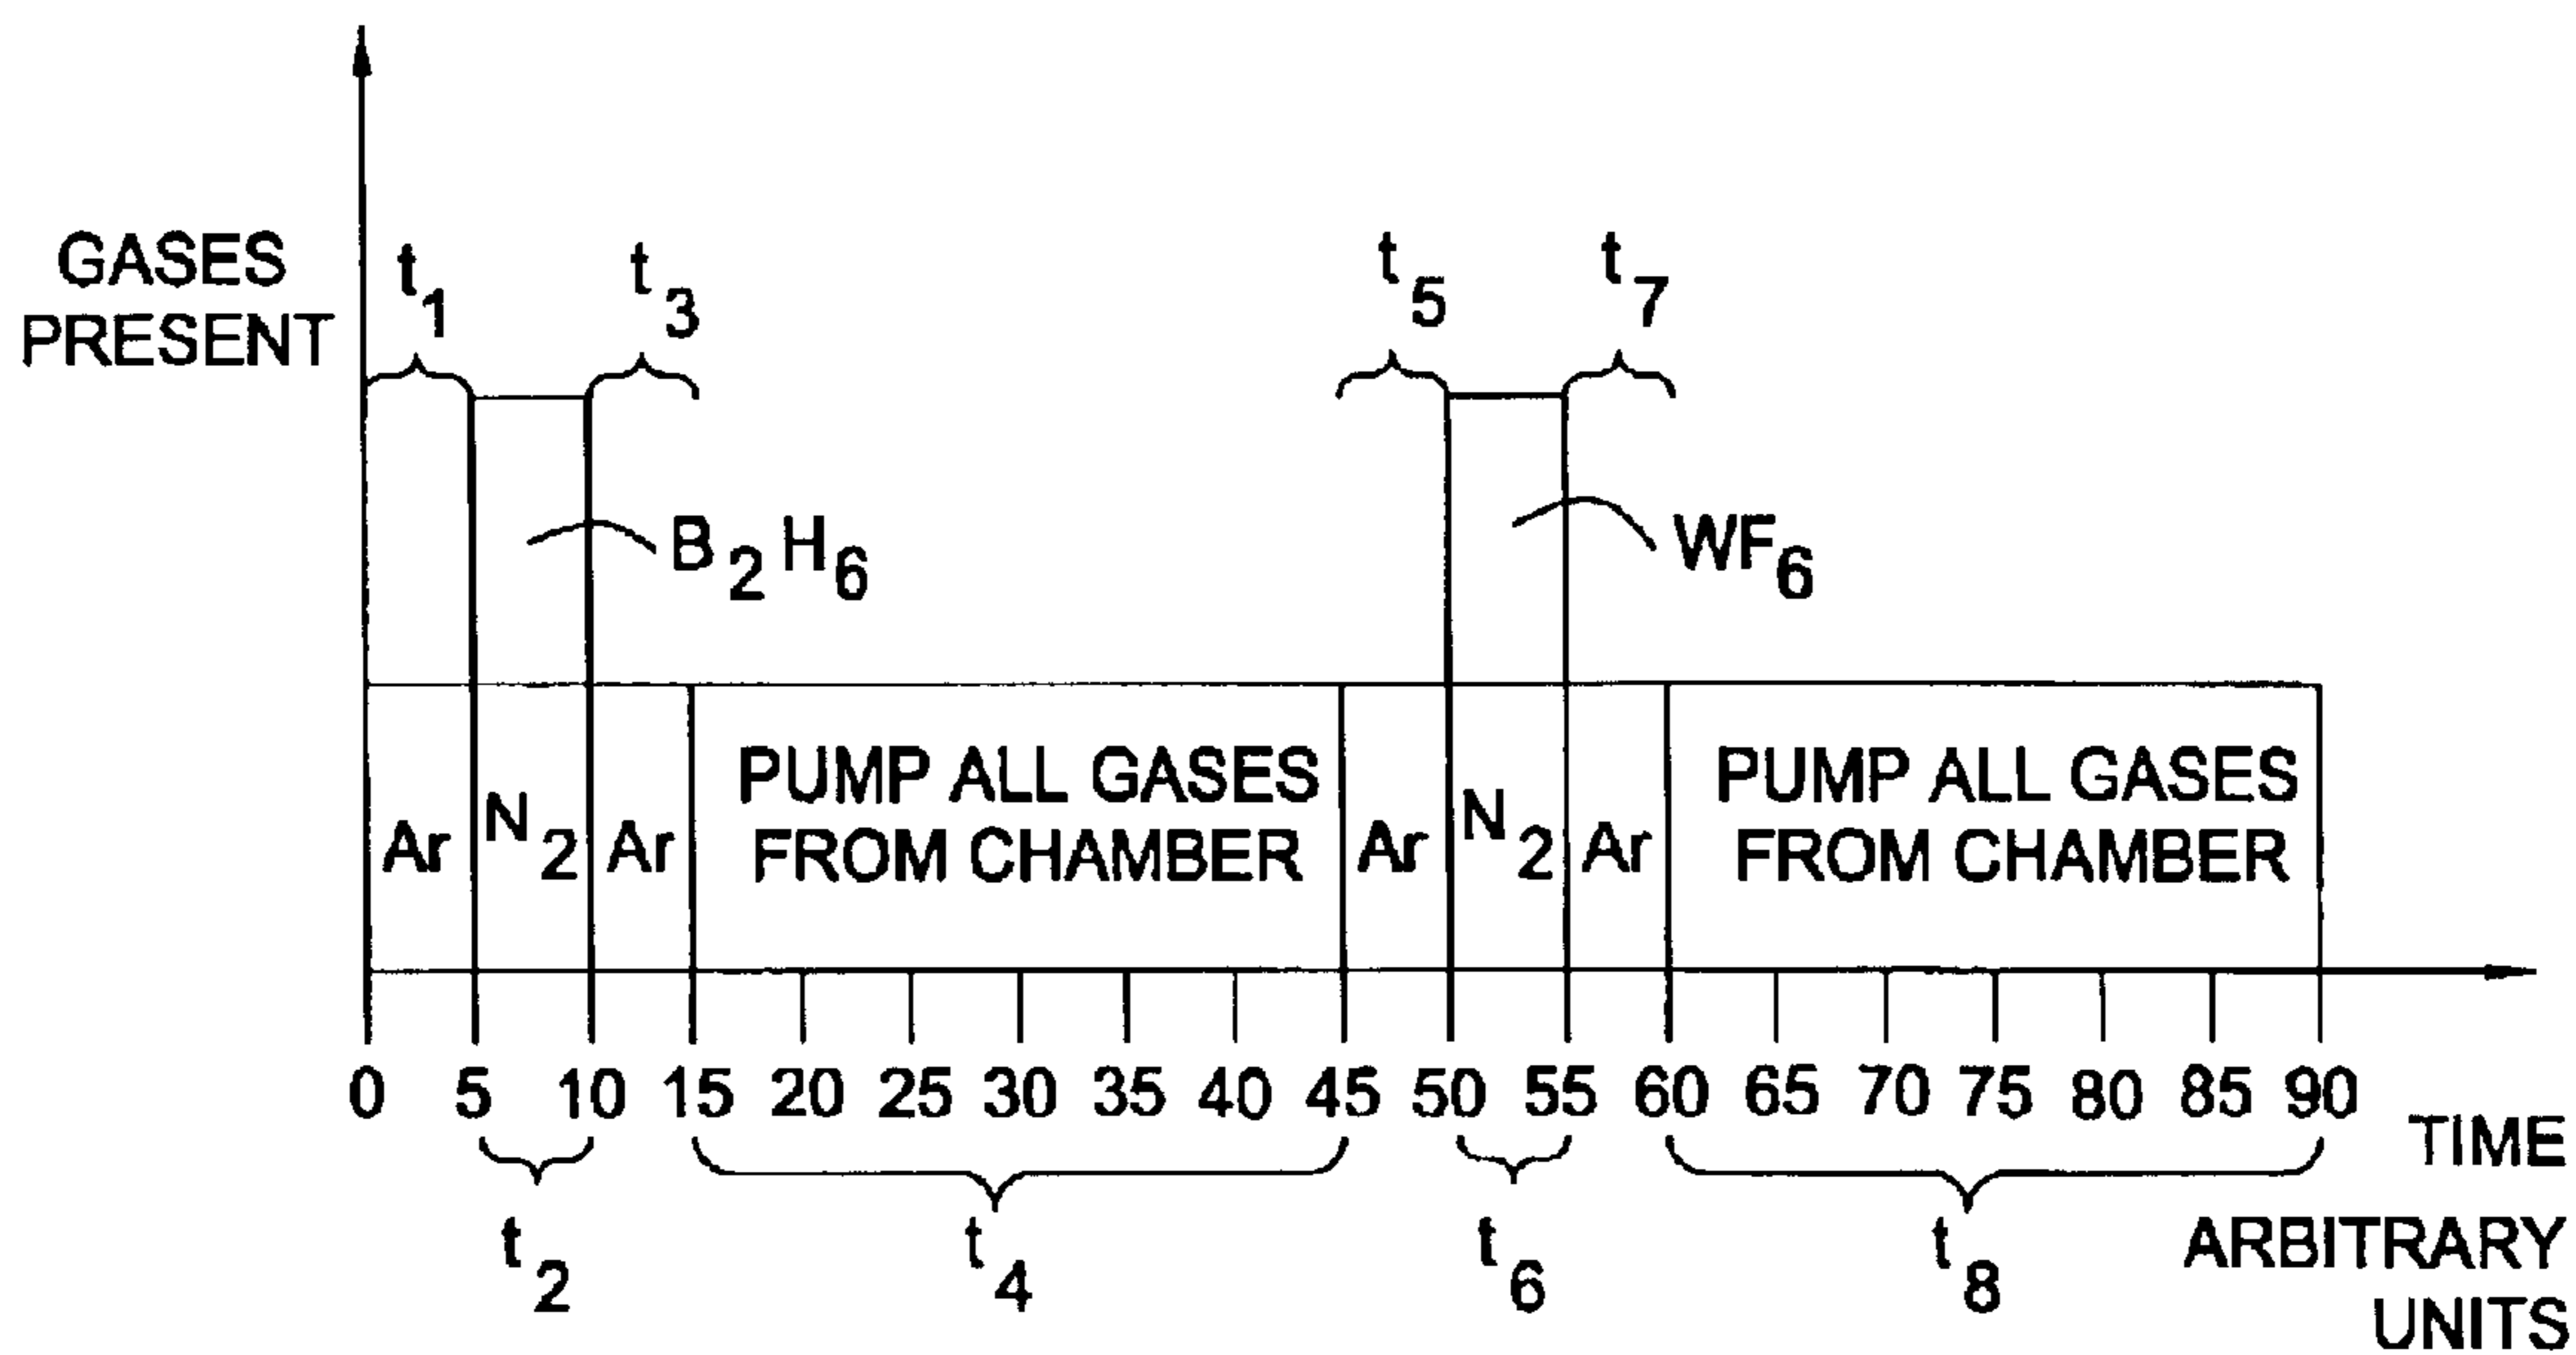 GASES
PRESENT
t1 t3 t5 t7
B2H6 WF6
Ar N2 Ar PUMP ALL GASES Ar N2 Ar PUMP ALL GASES
FROM CHAMBER FROM CHAMBER
0 5 10 15 20 25 30 35 40 45 50 55 60 65 70 75 80 85 90
TIME
t2 t4 t6 t8 ARBITRARY
UNITS